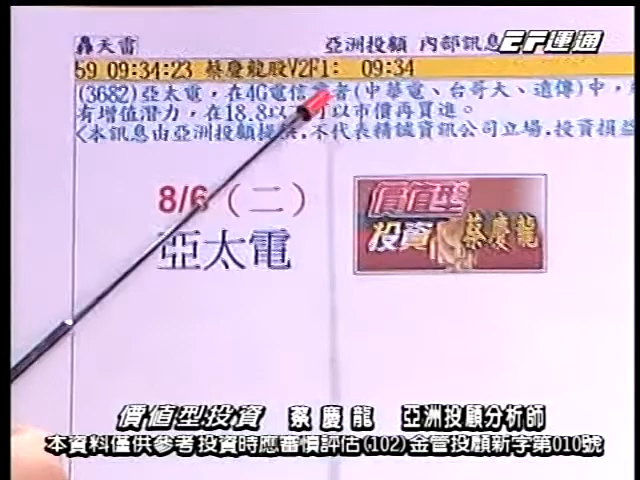 轟天雷
亞洲投顧 內部訊息
EF運通
59 09:34:23 蔡慶龍股V2F1: 09:34
(3682)亞太電，在4G電信業者(中華電、台哥大、遠傳)中，
有增值潛力，在18.8以下可以市價再買進。
<本訊息由亞洲投顧提供,不代表精誠資訊公司立場,投資損益
8/6（二）
亞太電
價值型
投資 蔡慶龍
價值型投資 蔡慶龍 亞洲投顧分析師
本資料僅供參考投資時應審慎評估(102)金管投顧新字第010號